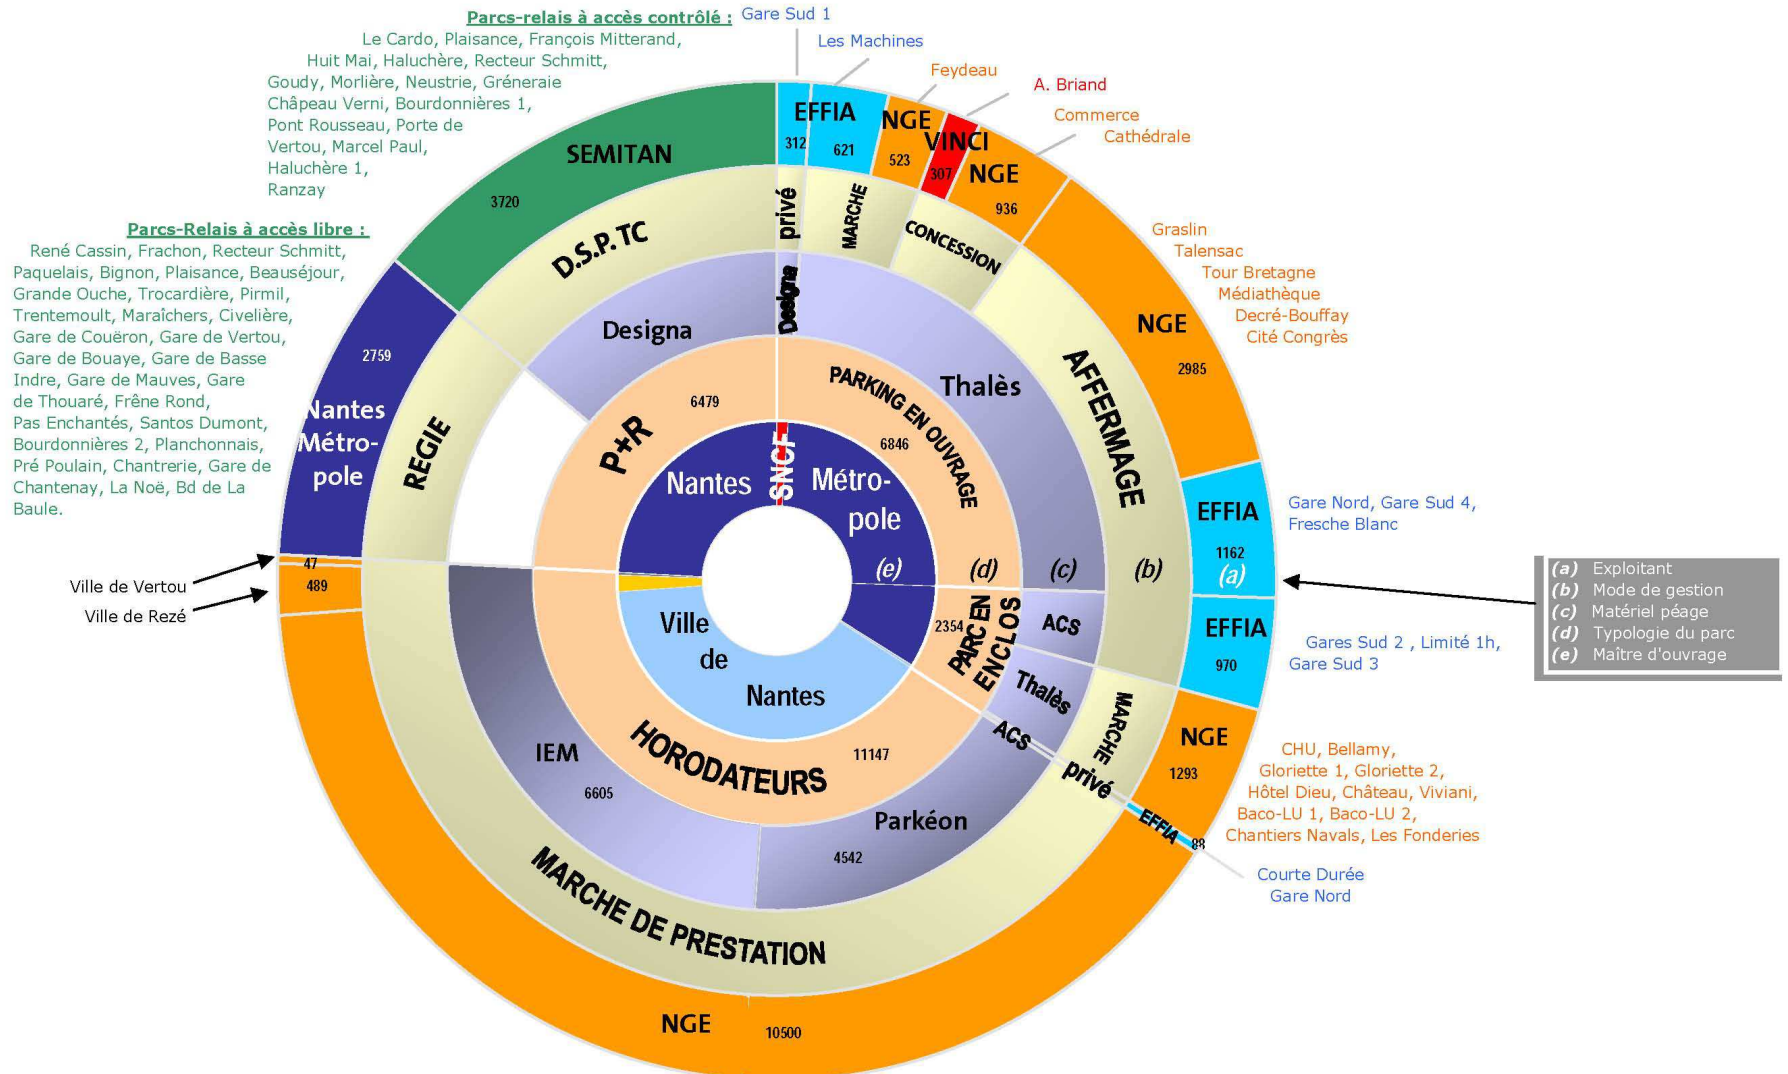 Parcs-relais à accès contrôlé :
Le Cardo, Plaisance, François Mitterand,
Huit Mai, Haluchère, Recteur Schmitt,
Goudy, Morlière, Neustrie, Gréneraie
Châpeau Verni, Bourdonnières 1,
Pont Rousseau, Porte de
Vertou, Marcel Paul,
Haluchère 1,
Ranzay
Parcs-Relais à accès libre :
René Cassin, Frachon, Recteur Schmitt,
Paquelais, Bignon, Plaisance, Beauséjour,
Grande Ouche, Trocardière, Pirmil,
Trentemoult, Maraîchers, Civelière,
Gare de Couëron, Gare de Vertou,
Gare de Bouaye, Gare de Basse
Indre, Gare de Mauves, Gare
de Thouaré, Frêne Rond,
Pas Enchantés, Santos Dumont,
Bourdonnières 2, Planchonnais,
Pré Poulain, Chantrerie, Gare de
Chantenay, La Noë, Bd de La
Baule.
Ville de Vertou
Ville de Rezé
Gare Sud 1
Les Machines
Feydeau
A. Briand
Commerce
Cathédrale
Graslin
Talensac
Tour Bretagne
Médiathèque
Decré-Bouffay
Cité Congrès
Gare Nord, Gare Sud 4,
Fresche Blanc
Gares Sud 2 , Limité 1h,
Gare Sud 3
CHU, Bellamy,
Gloriette 1, Gloriette 2,
Hôtel Dieu, Château, Viviani,
Baco-LU 1, Baco-LU 2,
Chantiers Navals, Les Fonderies
Courte Durée
Gare Nord
(a) Exploitant
(b) Mode de gestion
(c) Matériel péage
(d) Typologie du parc
(e) Maître d'ouvrage
SEMITAN
3720
EFFIA
312
621
NGE
523
VINCI
307
NGE
936
NGE
2985
EFFIA
1162
(a)
EFFIA
970
NGE
1293
EFFIA
88
NGE
10500
489
47
2759
Nantes
Métro-
pole
D.S.P. TC
privé
MARCHE
CONCESSION
AFFERMAGE
(b)
MARCHE
privé
MARCHE DE PRESTATION
REGIE
Designa
Designa
Thalès
(c)
ACS
Thalès
ACS
Parkéon
4542
IEM
6605
P+R
6479
PARKING EN OUVRAGE
6846
(d)
PARC EN
ENCLOS
2354
HORODATEURS
11147
Nantes
SNCF
Métro-
pole
(e)
Ville
de
Nantes